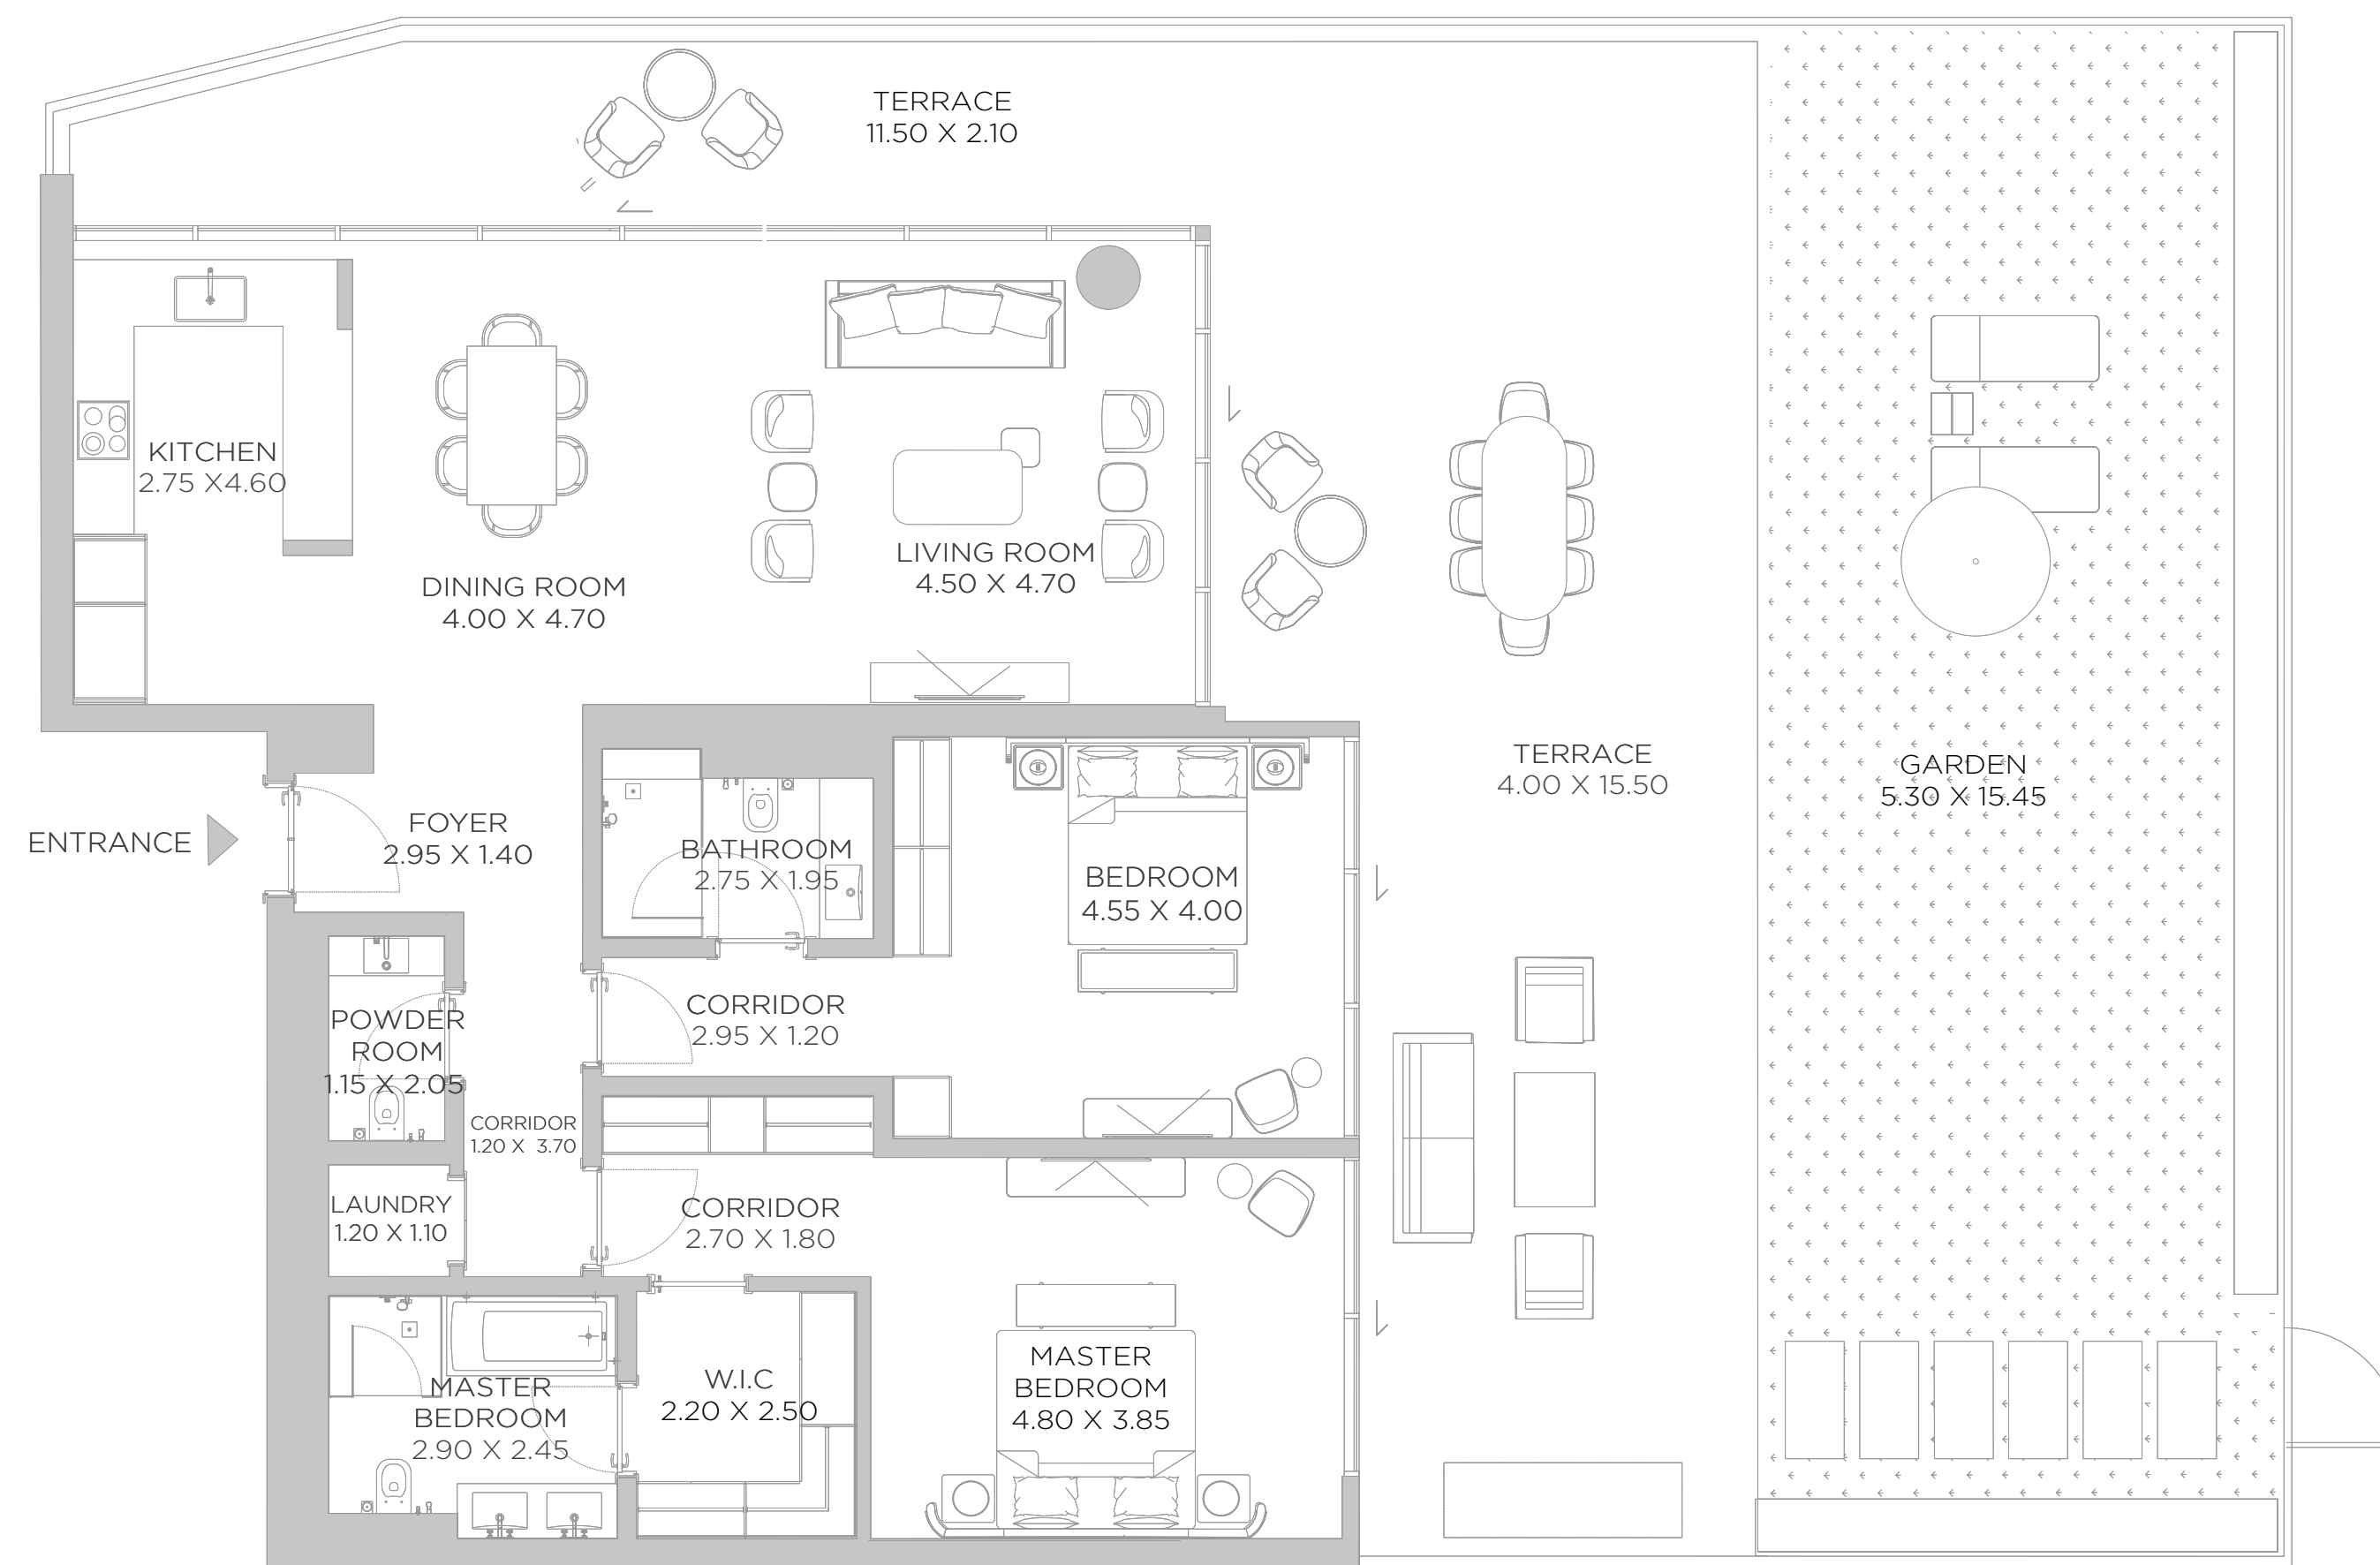 TERRACE
11.50 X 2.10
KITCHEN
2.75 X4.60
DINING ROOM
4.00 X 4.70
LIVING ROOM
4.50 X 4.70
TERRACE
4.00 X 15.50
GARDEN
5.30 X 15.45
ENTRANCE
FOYER
2.95 X 1.40
BATHROOM
2.75 X 1.95
BEDROOM
4.55 X 4.00
POWDER
ROOM
1.15 X 2.05
CORRIDOR
2.95 X 1.20
CORRIDOR
1.20 X 3.70
LAUNDRY
1.20 X 1.10
CORRIDOR
2.70 X 1.80
MASTER
BEDROOM
2.90 X 2.45
W.I.C
2.20 X 2.50
MASTER
BEDROOM
4.80 X 3.85